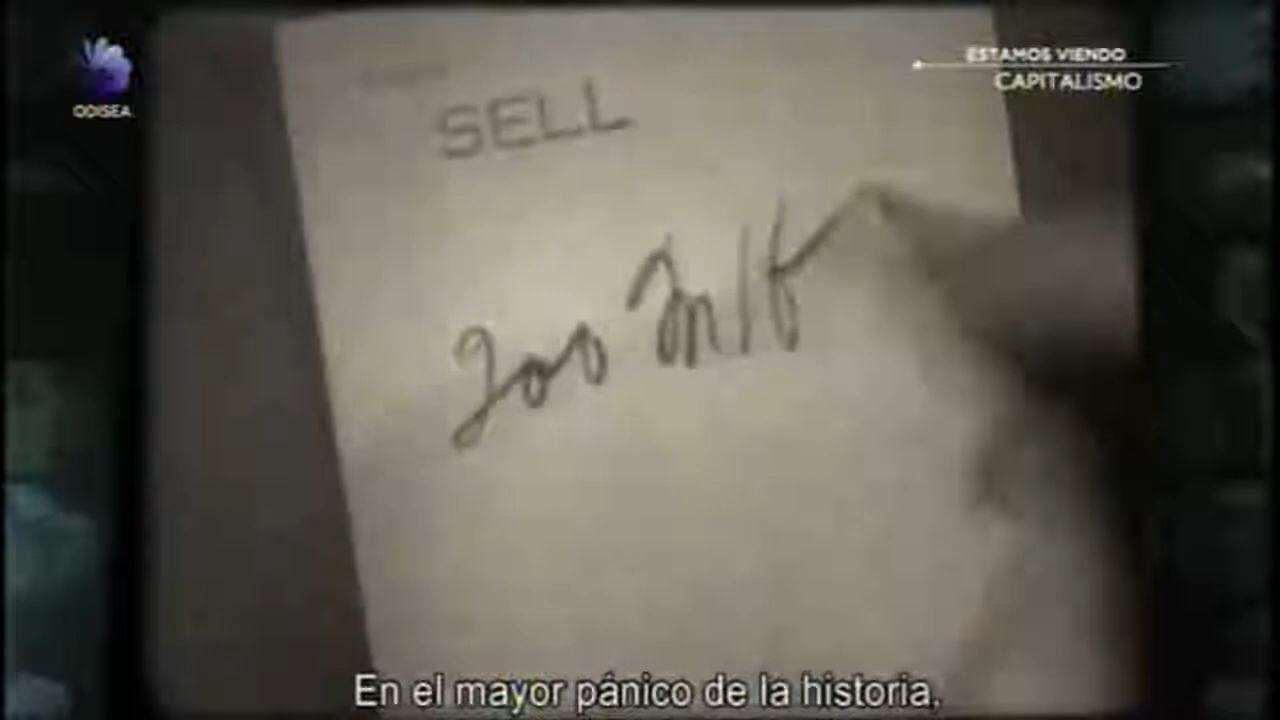 ODISEA
ESTAMOS VIENDO
CAPITALISMO
SELL
En el mayor pánico de la historia,